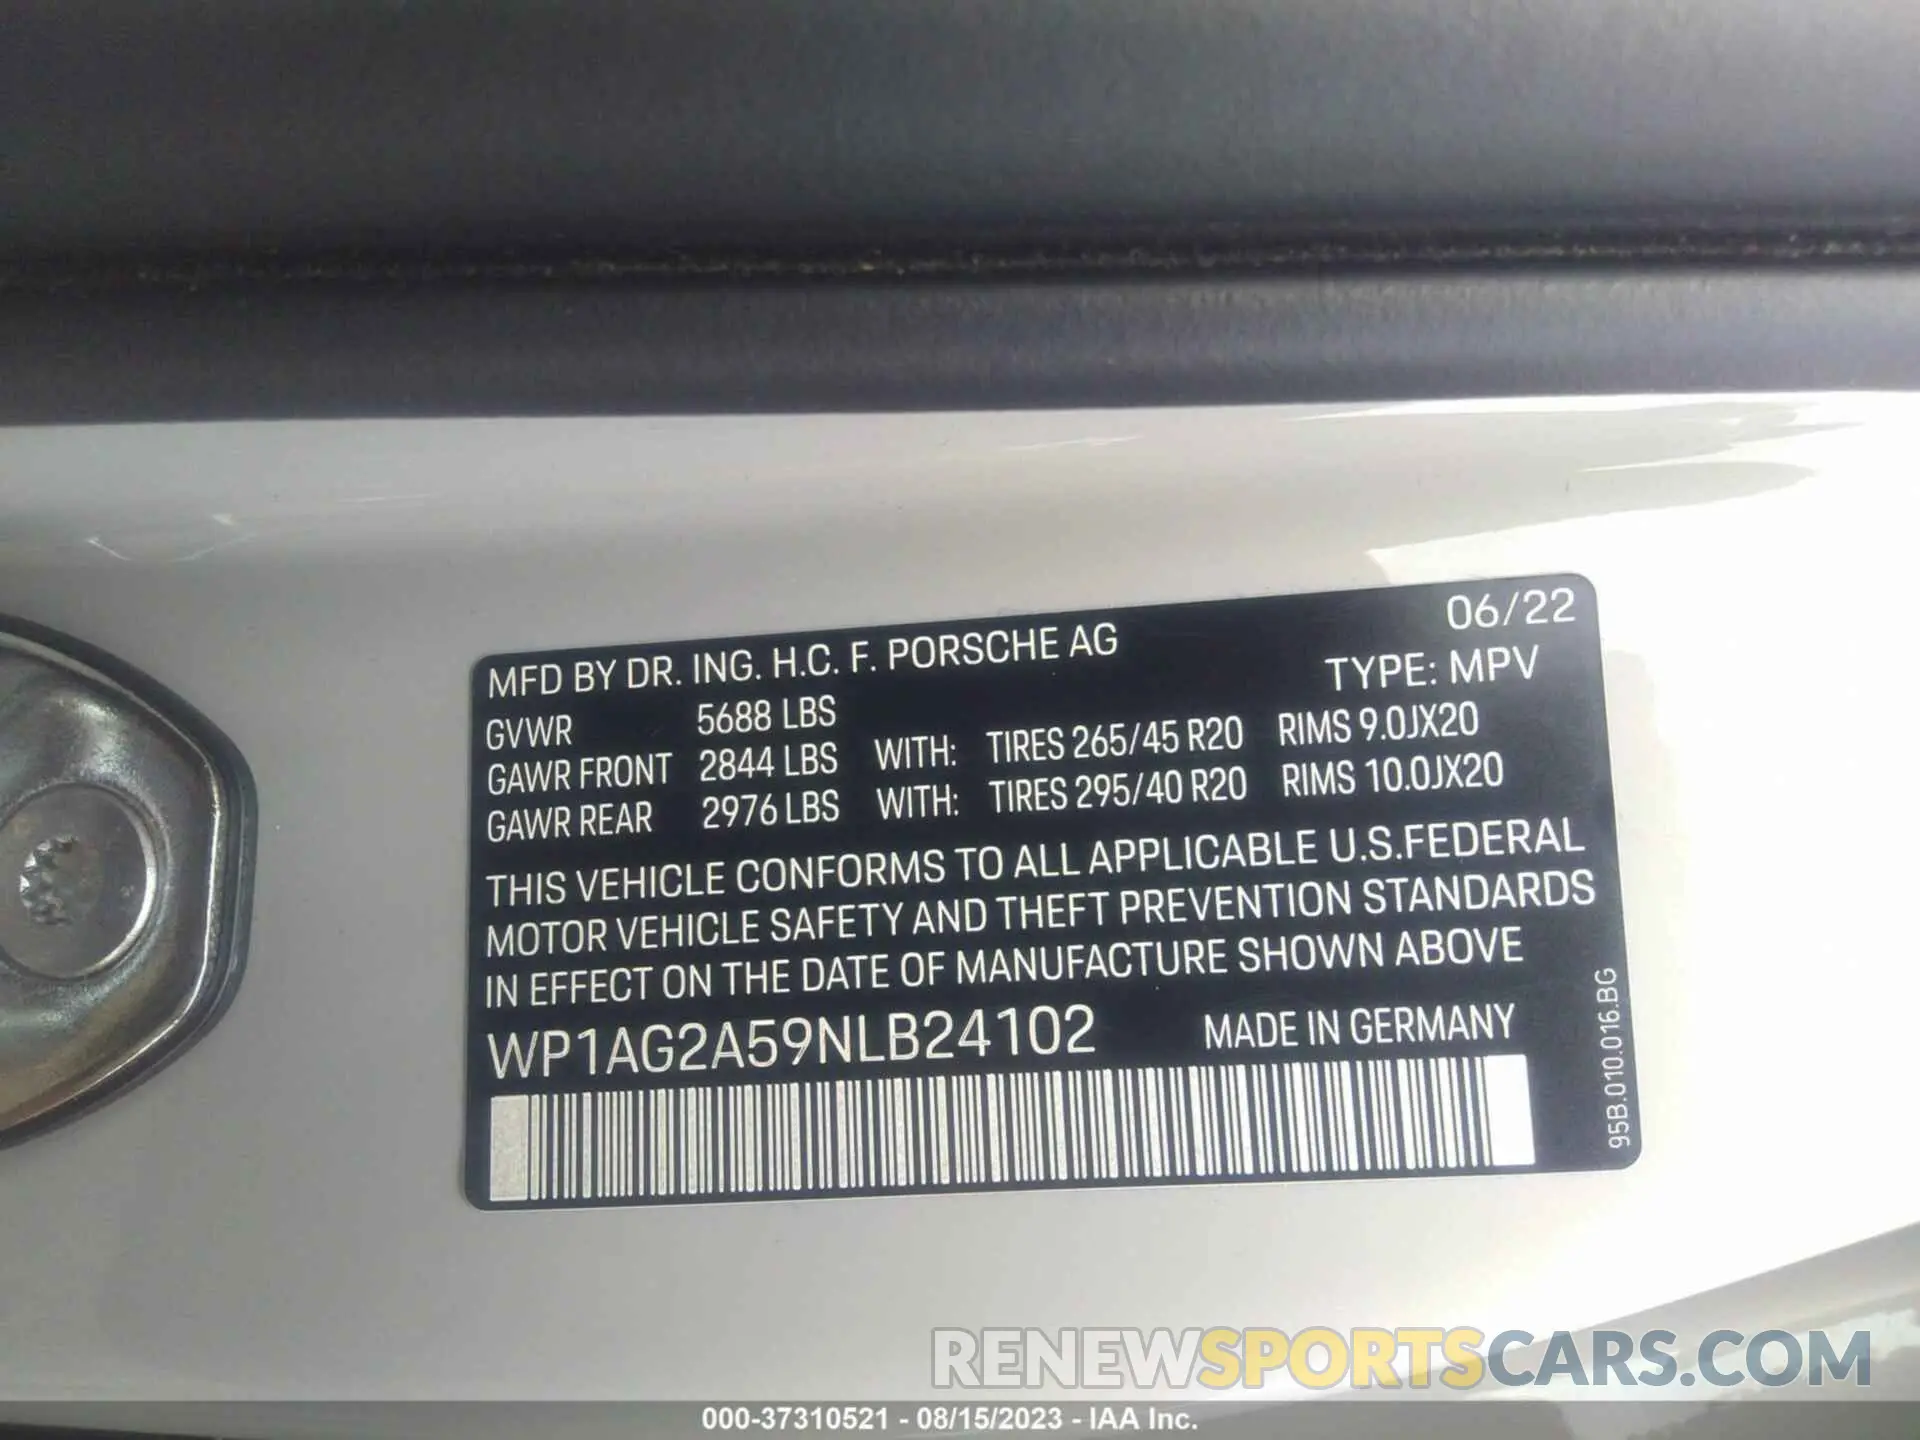 06/22
MFD BY DR. ING. H.C. F. PORSCHE AG
TYPE: MPV
GVWR 5688 LBS
GAWR FRONT 2844 LBS WITH: TIRES 265/45 R20 RIMS 9.0JX20
GAWR REAR 2976 LBS WITH: TIRES 295/40 R20 RIMS 10.0JX20
THIS VEHICLE CONFORMS TO ALL APPLICABLE U.S.FEDERAL
MOTOR VEHICLE SAFETY AND THEFT PREVENTION STANDARDS
IN EFFECT ON THE DATE OF MANUFACTURE SHOWN ABOVE
WP1AG2A59NLB24102 MADE IN GERMANY
95B.010.016.BG
RENEWSPORTSCARS.COM
000-37310521 - 08/15/2023 - IAA Inc.